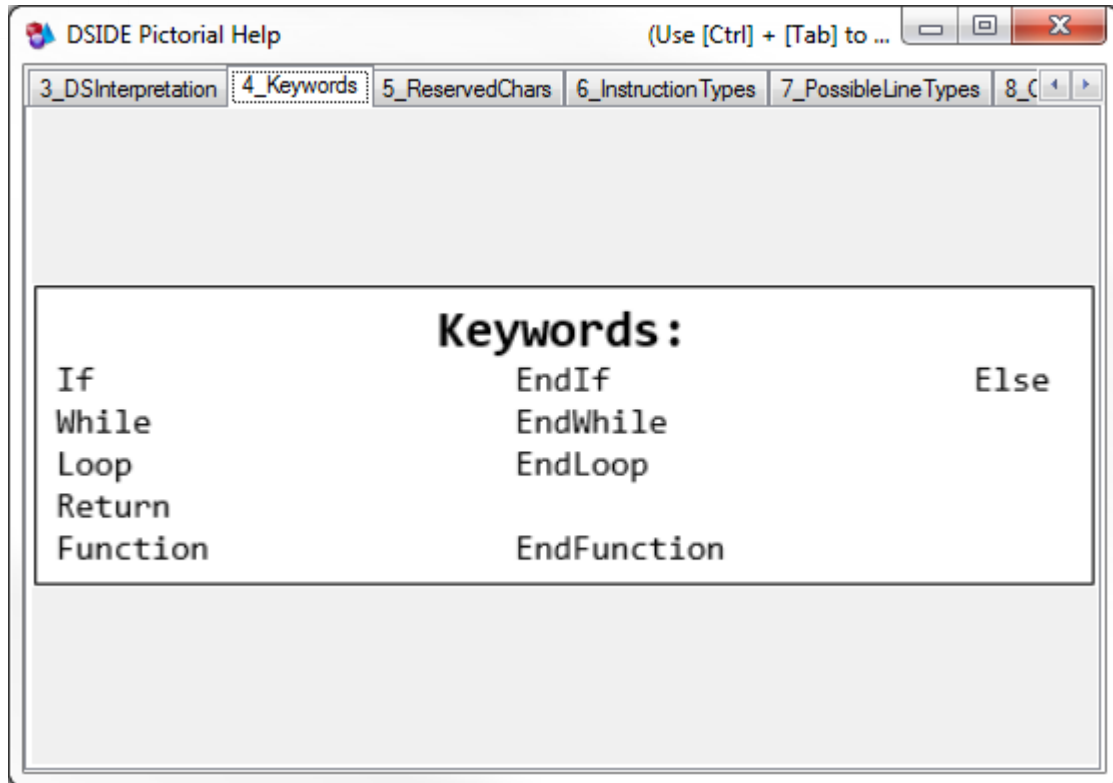 DSIDE Pictorial Help (Use [Ctrl] + [Tab] to ...
3_DSInterpretation 4_Keywords 5_ReservedChars 6_InstructionTypes 7_PossibleLineTypes 8_
Keywords:
If EndIf Else
While EndWhile
Loop EndLoop
Return
Function EndFunction